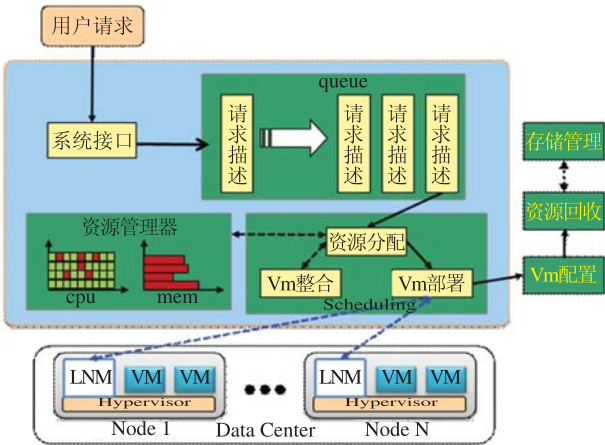 用户请求
queue
系统接口
请求描述
请求描述
请求描述
请求描述
存储管理
资源回收
Vm配置
资源管理器
cpu
mem
资源分配
Vm整合
Vm部署
Scheduling
LNM
VM
VM
Hypervisor
Node 1
Data Center
LNM
VM
VM
Hypervisor
Node N